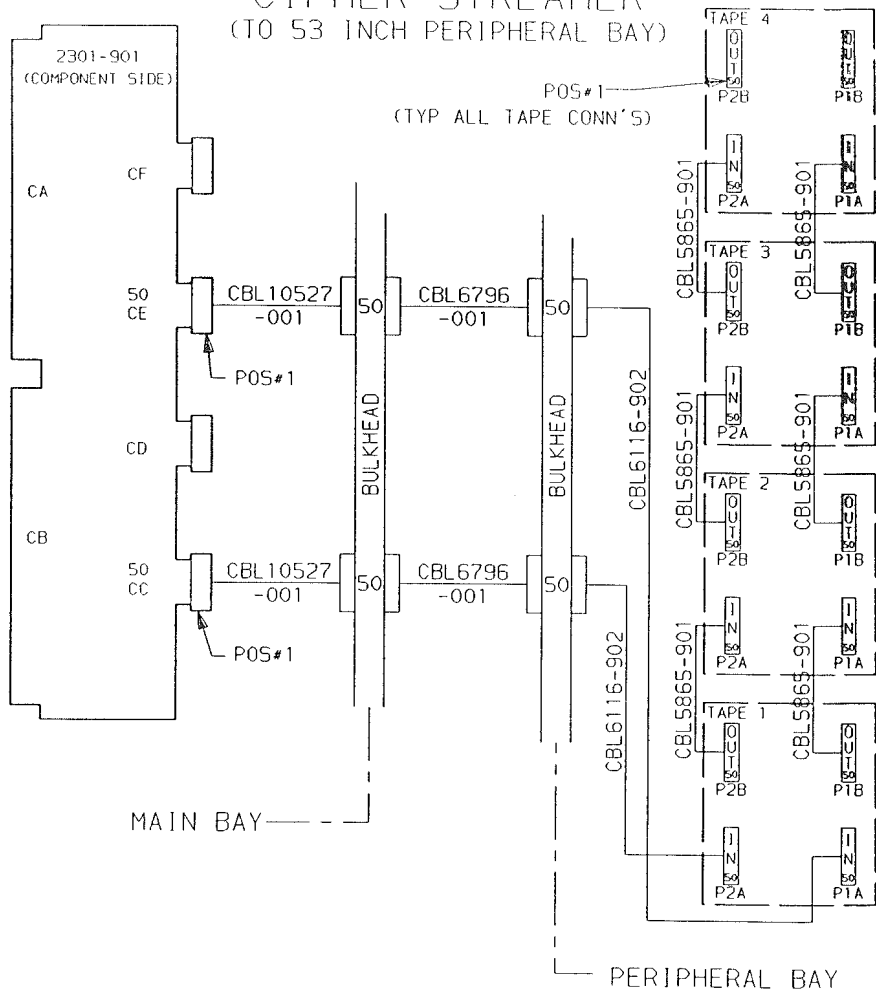 CIPHER STREAMER
(TO 53 INCH PERIPHERAL BAY)
2301-901
(COMPONENT SIDE)
POS#1
(TYP ALL TAPE CONN'S)
CA
CF
50
CE
CBL10527
-001
50
CBL6796
-001
50
POS#1
CD
CB
50
CC
CBL10527
-001
50
CBL6796
-001
50
POS#1
BULKHEAD
BULKHEAD
CBL6116-902
CBL6116-902
MAIN BAY
PERIPHERAL BAY
TAPE 4
OUT 50
P2B
OUT 50
P1B
IN 50
P2A
IN 50
P1A
CBL5865-901
CBL5865-901
TAPE 3
OUT 50
P2B
OUT 50
P1B
IN 50
P2A
IN 50
P1A
CBL5865-901
CBL5865-901
TAPE 2
OUT 50
P2B
OUT 50
P1B
IN 50
P2A
IN 50
P1A
CBL5865-901
CBL5865-901
TAPE 1
OUT 50
P2B
OUT 50
P1B
IN 50
P2A
IN 50
P1A